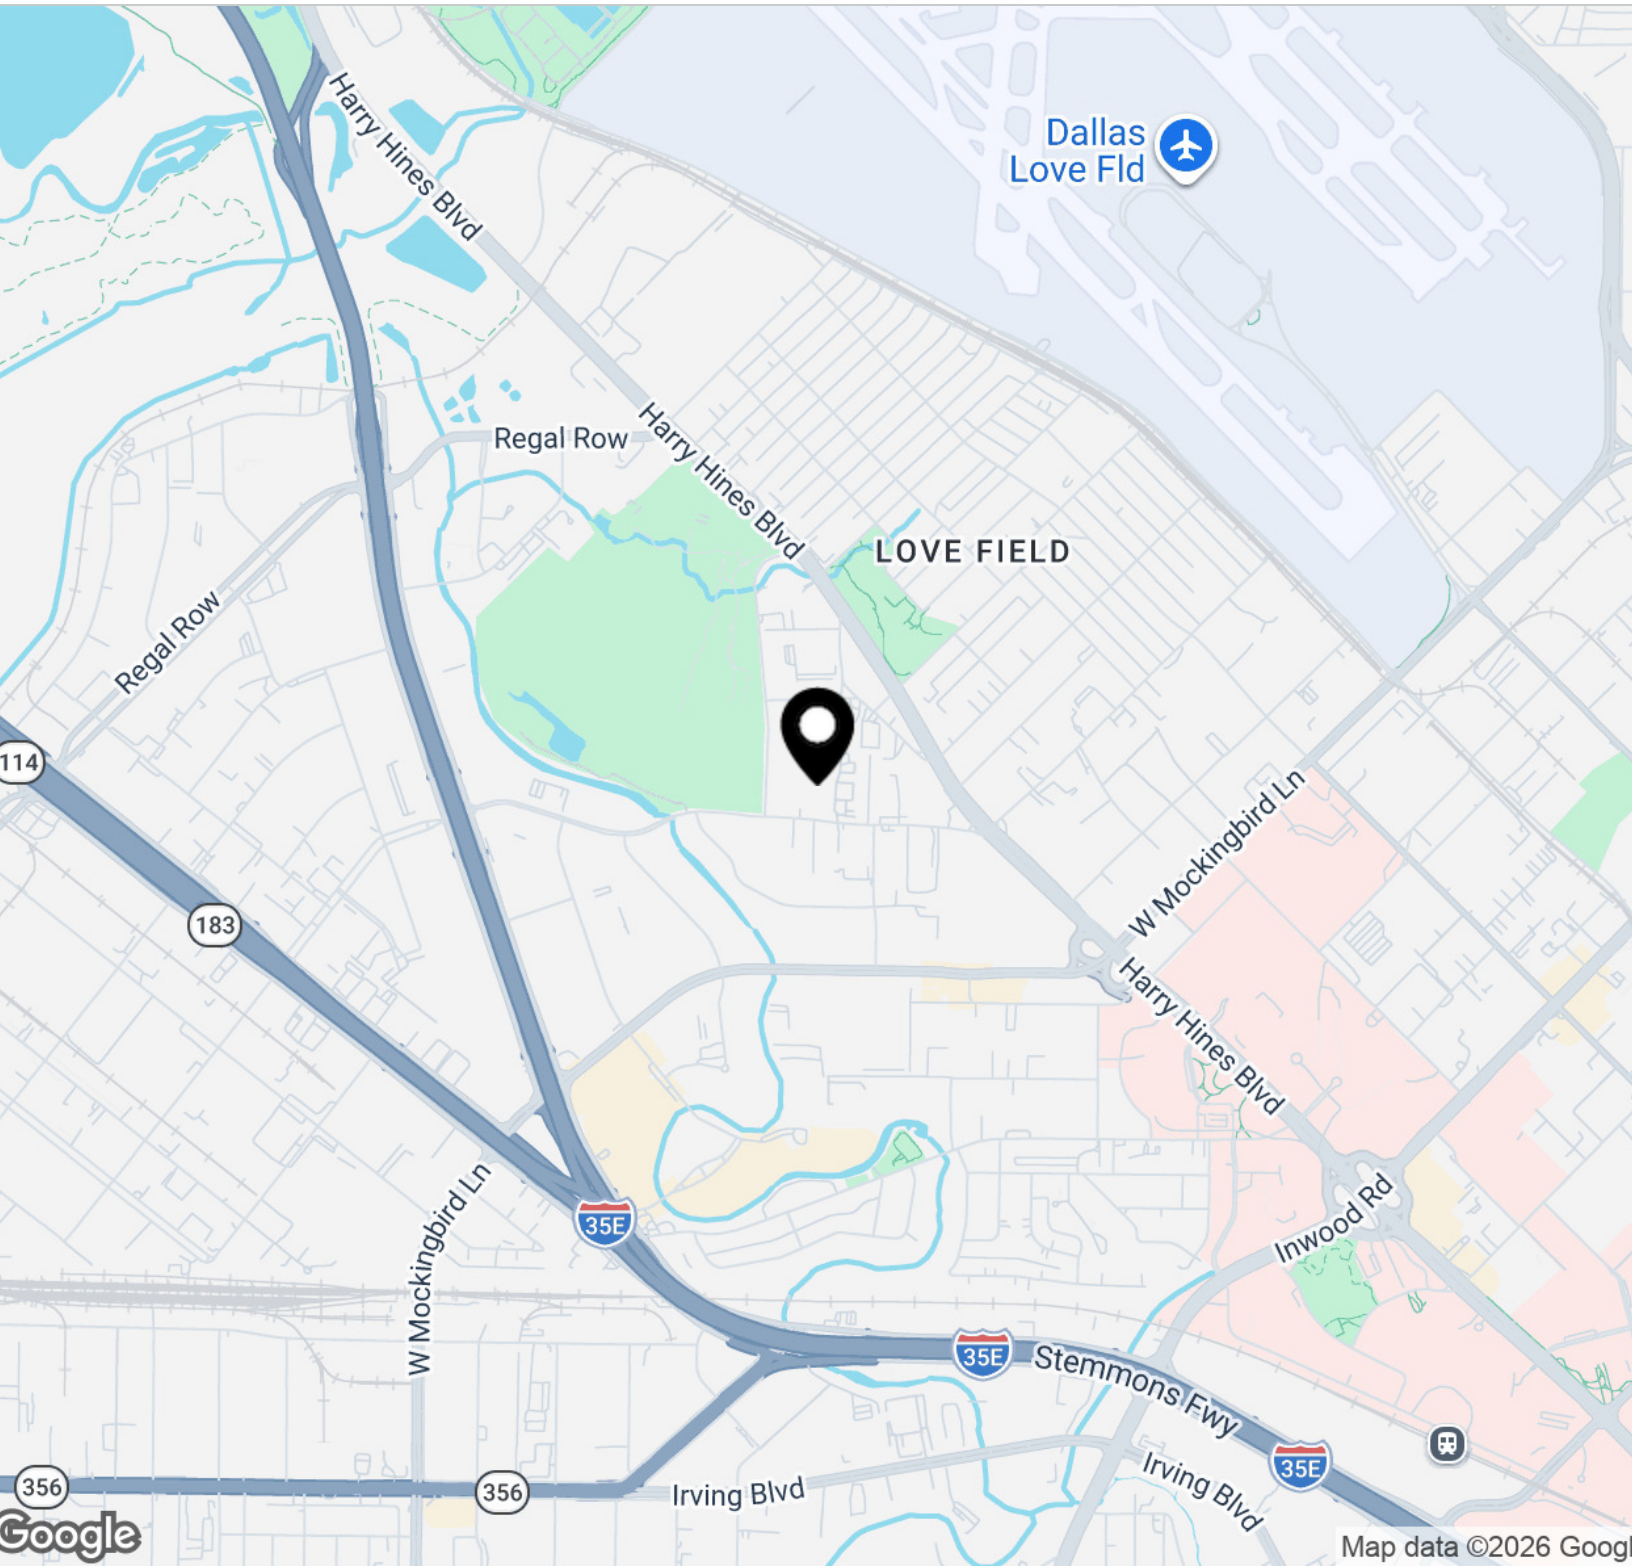 Harry Hines Blvd
Dallas
Love Fld
Regal Row
Harry Hines Blvd
LOVE FIELD
Regal Row
114
W Mockingbird Ln
183
Harry Hines Blvd
W Mockingbird Ln
35E
Inwood Rd
35E
Stemmons Fwy
35E
356
356
Irving Blvd
Irving Blvd
Google
Map data ©2026 Googl